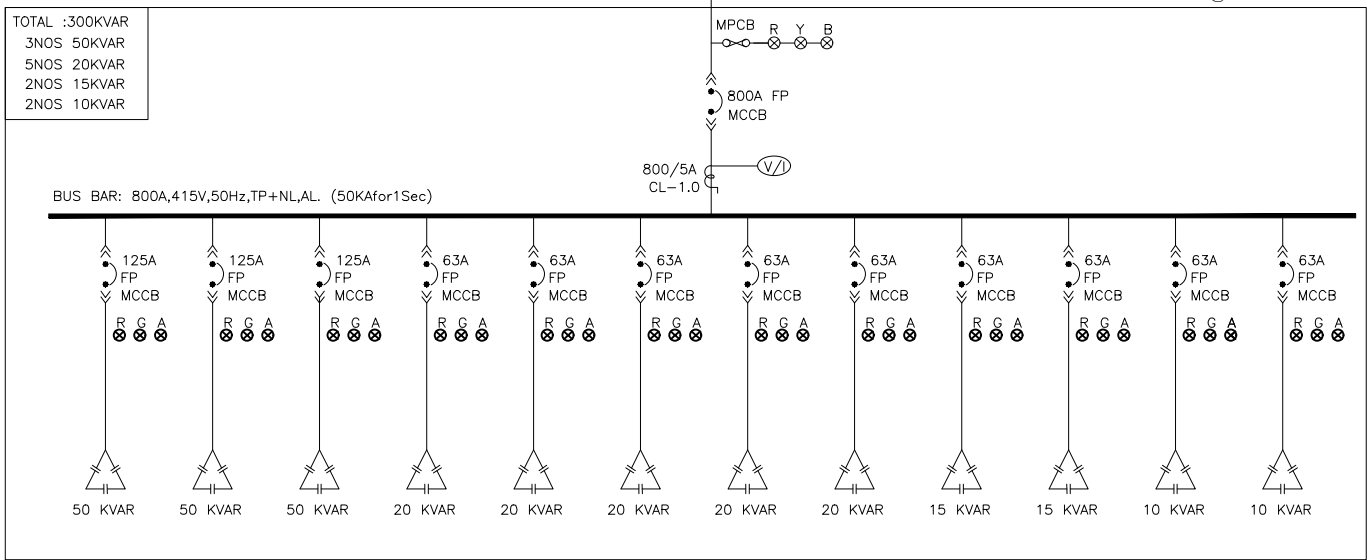 TOTAL :300KVAR
3NOS 50KVAR
5NOS 20KVAR
2NOS 15KVAR
2NOS 10KVAR
MPCB R Y B
800A FP
MCCB
800/5A
CL-1.0
V/I
BUS BAR: 800A,415V,50Hz,TP+NL,AL. (50KAfor1Sec)
125A 125A 125A 63A 63A 63A 63A 63A 63A 63A 63A 63A
FP FP FP FP FP FP FP FP FP FP FP FP
MCCB MCCB MCCB MCCB MCCB MCCB MCCB MCCB MCCB MCCB MCCB MCCB
R G A R G A R G A R G A R G A R G A R G A R G A R G A R G A R G A R G A
50 KVAR 50 KVAR 50 KVAR 20 KVAR 20 KVAR 20 KVAR 20 KVAR 20 KVAR 15 KVAR 15 KVAR 10 KVAR 10 KVAR